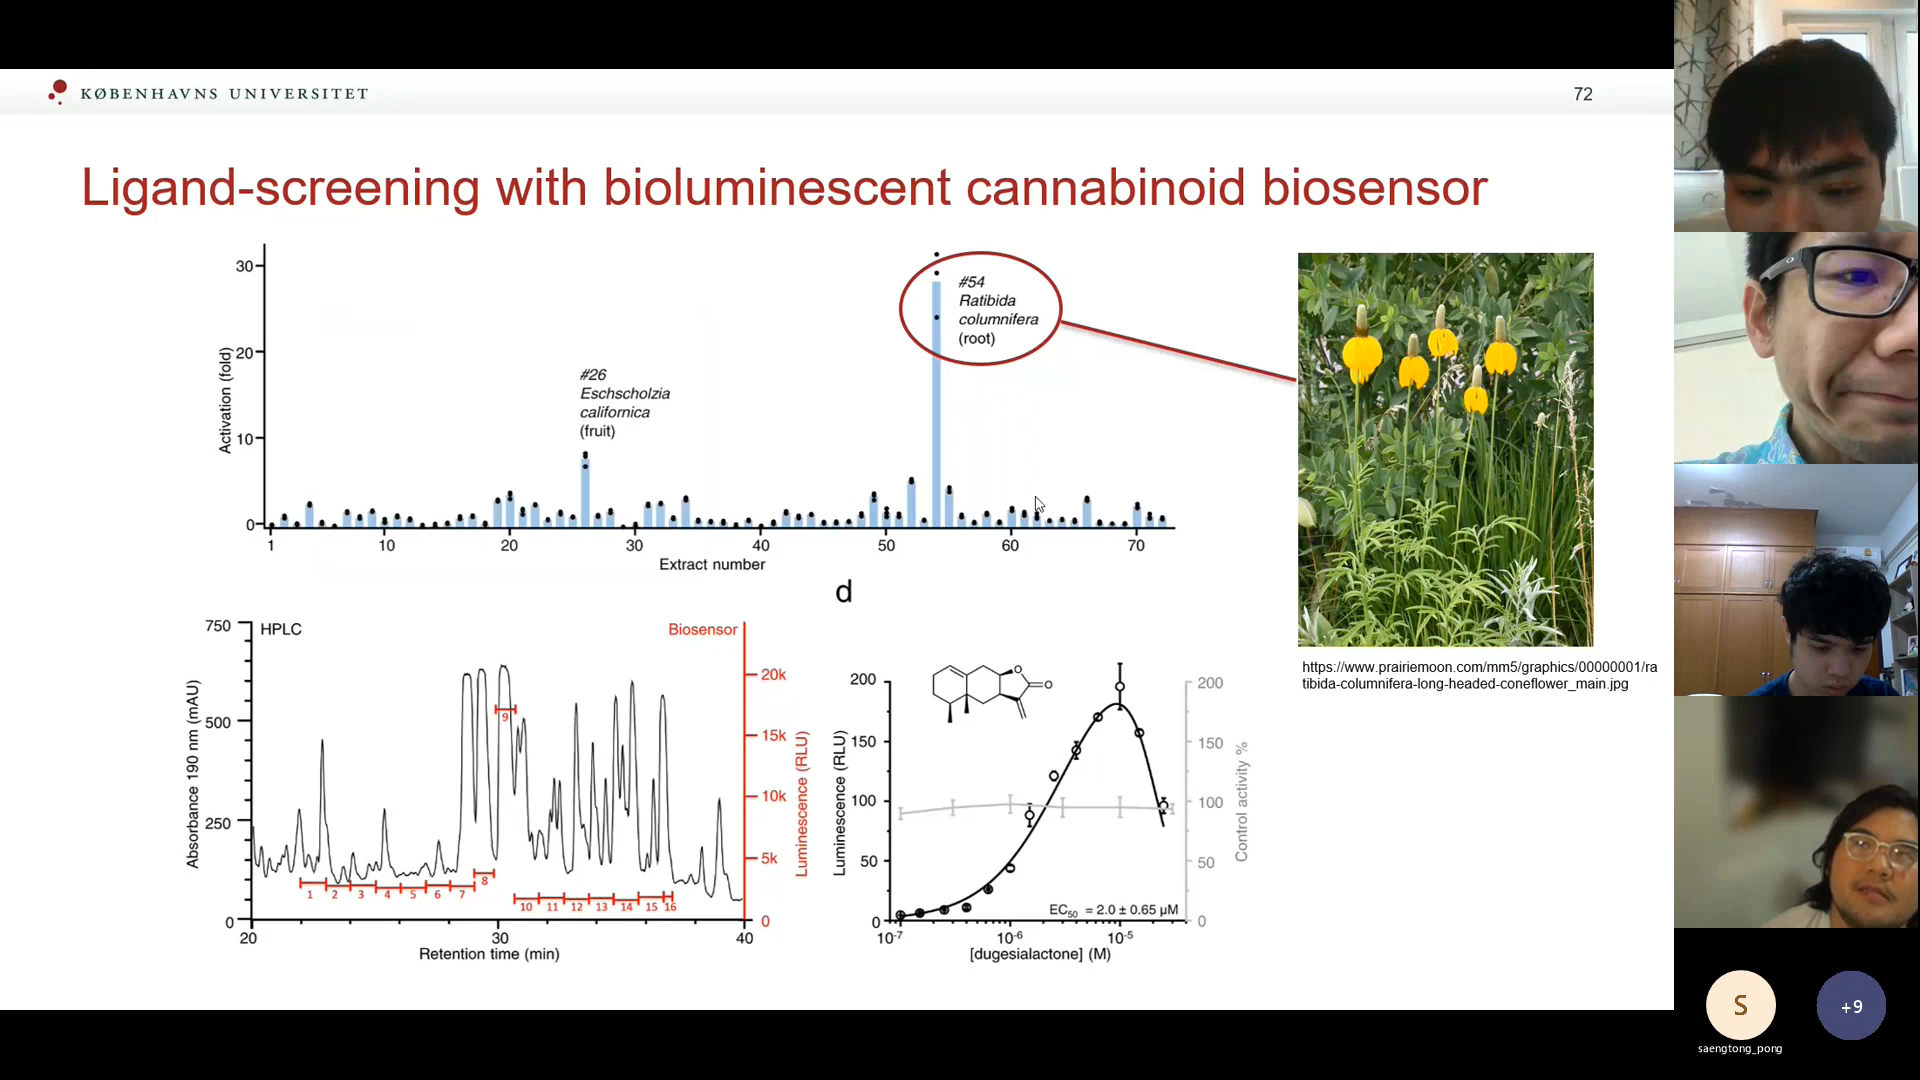 KØBENHAVNS UNIVERSITET
72
Ligand-screening with bioluminescent cannabinoid biosensor
Activation (fold)
30
20
10
0
#26
Eschscholzia
californica
(fruit)
#54
Ratibida
columnifera
(root)
1 10 20 30 40 50 60 70
Extract number
https://www.prairiemoon.com/mm5/graphics/00000001/ra
tibida-columnifera-long-headed-coneflower_main.jpg
HPLC
Biosensor
Absorbance 190 nm (mAU)
750
500
250
0
20k
15k
10k
5k
0
Luminescence (RLU)
1 2 3 4 5 6 7 8 9 10 11 12 13 14 15 16
20 30 40
Retention time (min)
d
Luminescence (RLU)
200
150
100
50
0
O
O
200
150
100
50
0
Control activity %
EC50 = 2.0 ± 0.65 µM
10-7 10-6 10-5
[dugesialactone] (M)
S
saengtong_pong
+9